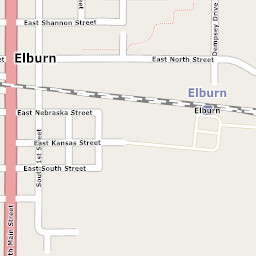 East Shannon Street
Dempsey Drive
Elburn
East North Street
Elburn
Elburn
East Nebraska Street
East Kansas Street
East South Street
South 1st Street
Main Street